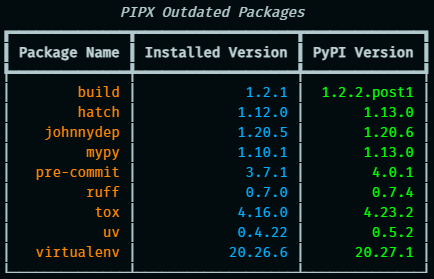 PIPX Outdated Packages
Package Name Installed Version PyPI Version
build 1.2.1 1.2.2.post1
hatch 1.12.0 1.13.0
johnnydep 1.20.5 1.20.6
mypy 1.10.1 1.13.0
pre-commit 3.7.1 4.0.1
ruff 0.7.0 0.7.4
tox 4.16.0 4.23.2
uv 0.4.22 0.5.2
virtualenv 20.26.6 20.27.1